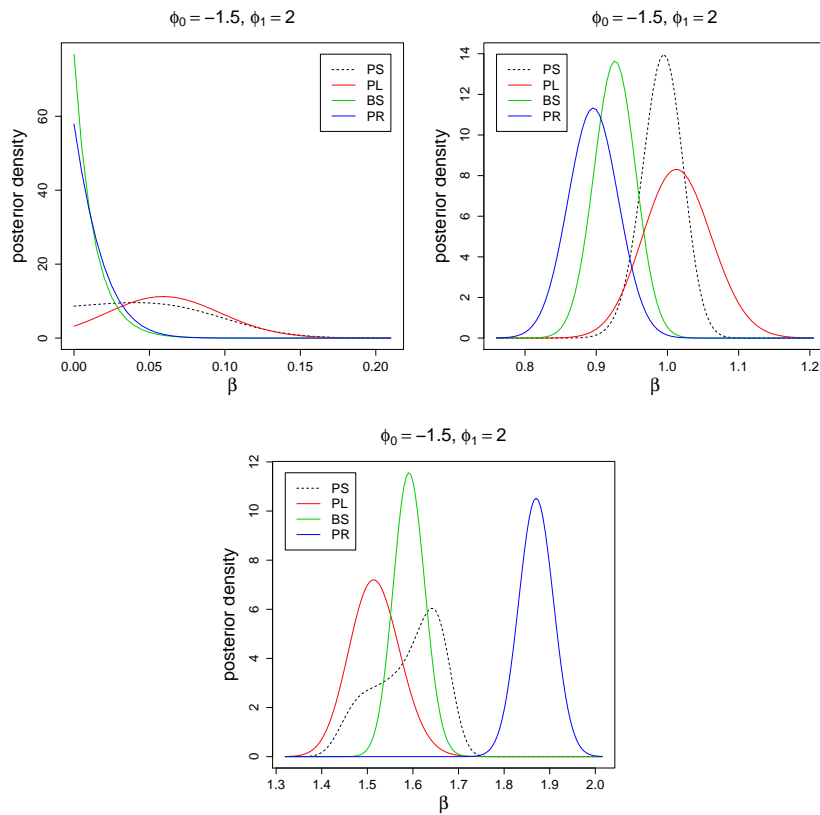 ϕ₀ = −1.5, ϕ₁ = 2
posterior density
0 20 40 60
PS
PL
BS
PR
0.00 0.05 0.10 0.15 0.20
β
ϕ₀ = −1.5, ϕ₁ = 2
posterior density
0 2 4 6 8 10 12 14
PS
PL
BS
PR
0.8 0.9 1.0 1.1 1.2
β
ϕ₀ = −1.5, ϕ₁ = 2
posterior density
0 2 4 6 8 10 12
PS
PL
BS
PR
1.3 1.4 1.5 1.6 1.7 1.8 1.9 2.0
β